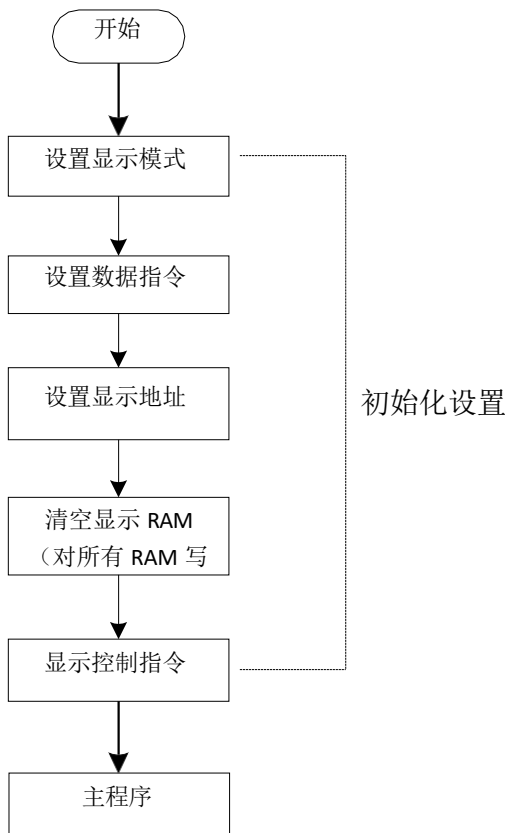 开始
设置显示模式
设置数据指令
设置显示地址
初始化设置
清空显示 RAM
（对所有 RAM 写
显示控制指令
主程序